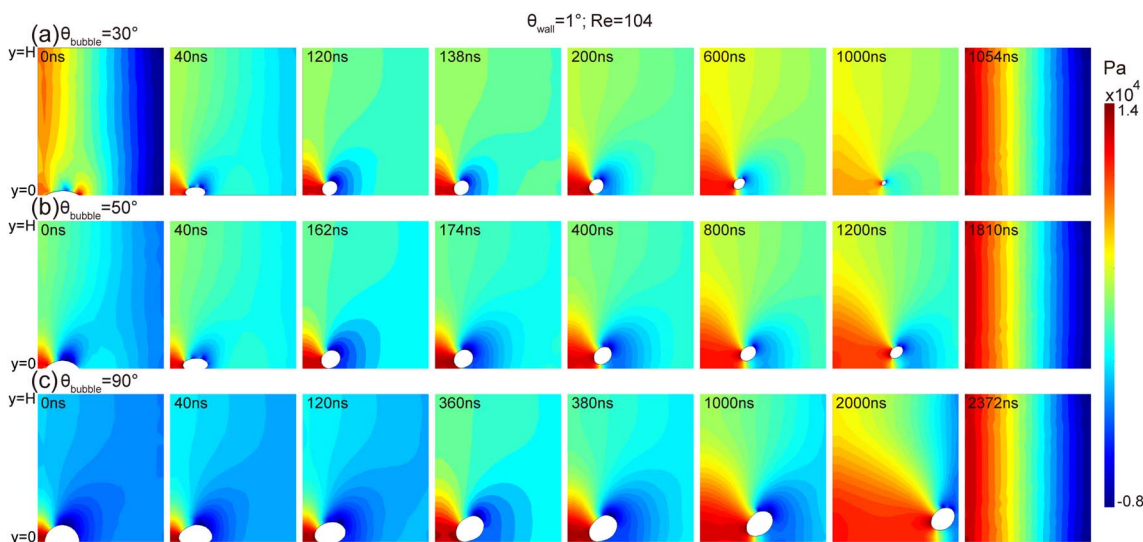 θwall=1°; Re=104
(a) θbubble=30°
y=H
0ns 40ns 120ns 138ns 200ns 600ns 1000ns 1054ns
y=0
Pa
x10⁴
1.4
(b) θbubble=50°
y=H
0ns 40ns 162ns 174ns 400ns 800ns 1200ns 1810ns
y=0
(c) θbubble=90°
y=H
0ns 40ns 120ns 360ns 380ns 1000ns 2000ns 2372ns
y=0
-0.8